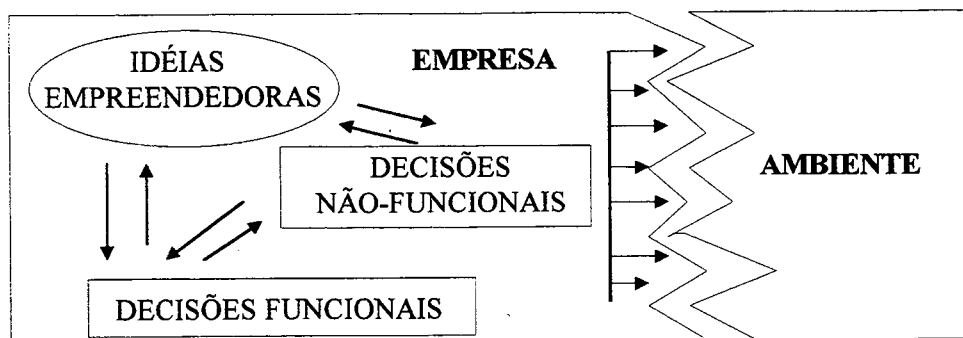 IDÉIAS
EMPREENDEDORAS
EMPRESA
DECISÕES
NÃO-FUNCIONAIS
AMBIENTE
DECISÕES FUNCIONAIS